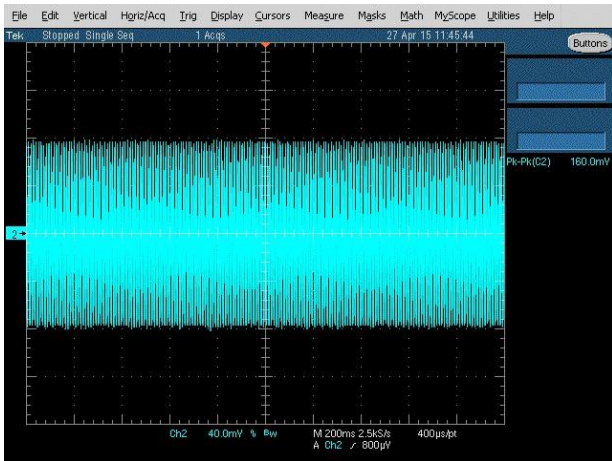 File Edit Vertical Horiz/Acq Trig Display Cursors Measure Masks Math MyScope Utilities Help
Tek Stopped Single Seq 1 Acqs 27 Apr 15 11:45:44
Buttons
Pk-Pk(C2) 160.0mV
2
Ch2 40.0mV % Bw M 200ms 2.5kS/s 400µs/pt
A Ch2 ∕ 800µV